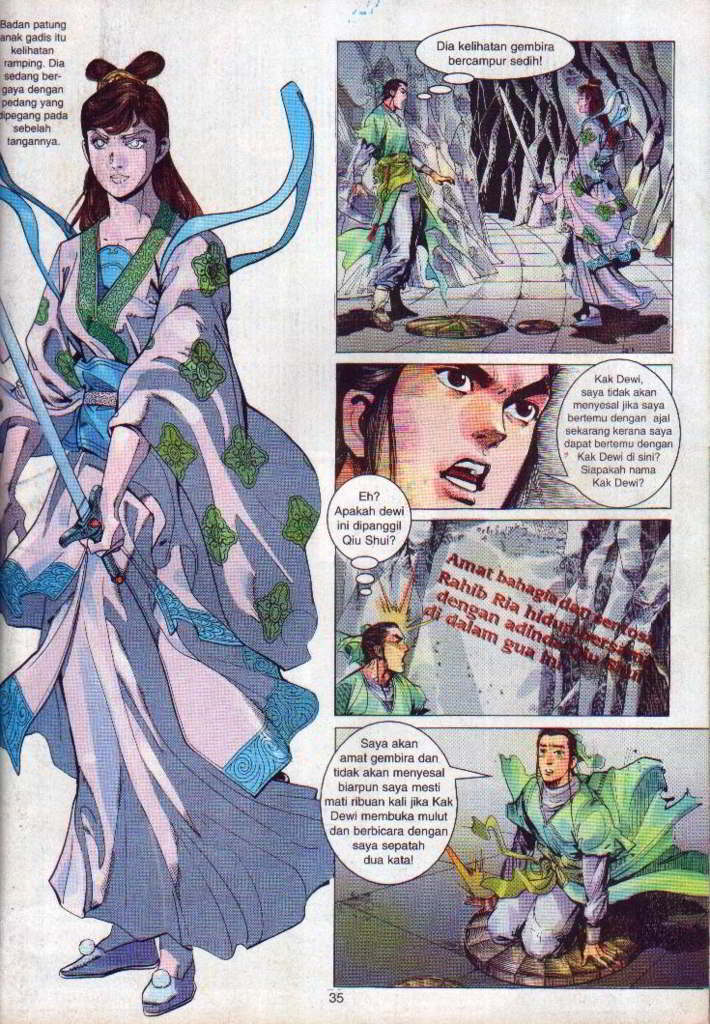 Badan patung
anak gadis itu
kelihatan
ramping. Dia
sedang ber-
gaya dengan
pedang yang
dipegang pada
sebelah
tangannya.
Dia kelihatan gembira
bercampur sedih!
Kak Dewi,
saya tidak akan
menyesal jika saya
bertemu dengan ajal
sekarang kerana saya
dapat bertemu dengan
Kak Dewi di sini?
Siapakah nama
Kak Dewi?
Eh?
Apakah dewi
ini dipanggil
Qiu Shui?
Amat bahagia dan
Rahib Ria hidup bersama
dengan adinda Qiu Shui
di dalam gua ini
Saya akan
amat gembira dan
tidak akan menyesal
biarpun saya mesti
mati ribuan kali jika Kak
Dewi membuka mulut
dan berbicara dengan
saya sepatah
dua kata!
35